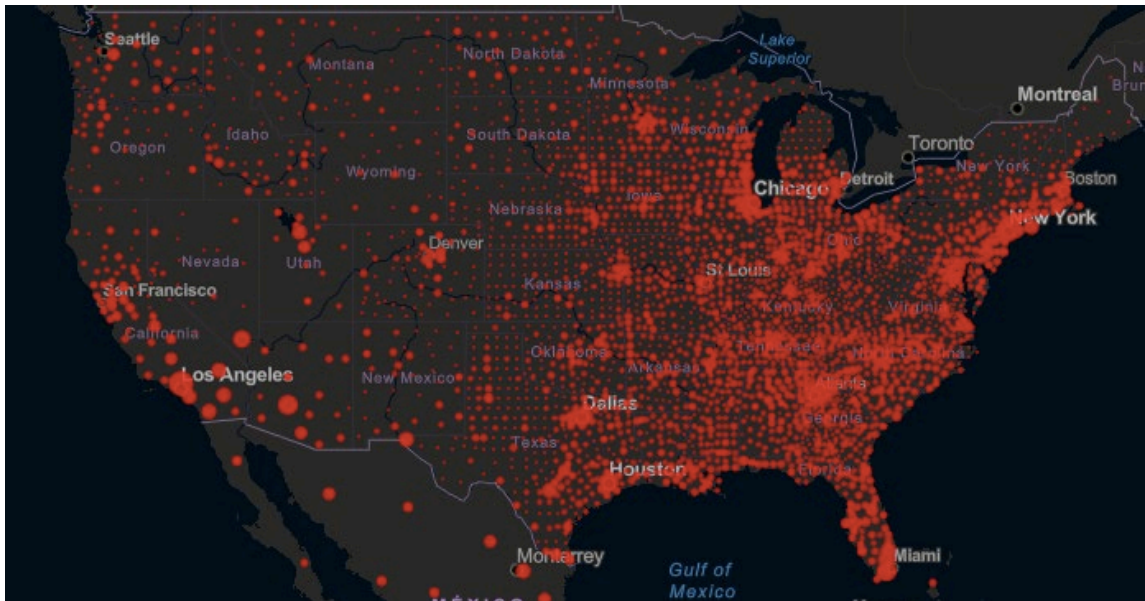 Seattle
Lake
Superior
North Dakota
Montana
Minnesota
Montreal
South Dakota
Wisconsin
Oregon
Idaho
Toronto
New York
Wyoming
Detroit
Boston
Chicago
Iowa
Nebraska
New York
Denver
Ohio
Nevada
Utah
St Louis
Kansas
San Francisco
Kentucky
Virginia
California
Tennessee
Oklahoma
North Carolina
Arkansas
Los Angeles
New Mexico
Atlanta
Dallas
Georgia
Texas
Houston
Florida
Monterrey
Miami
Gulf of
Mexico
MÉXICO